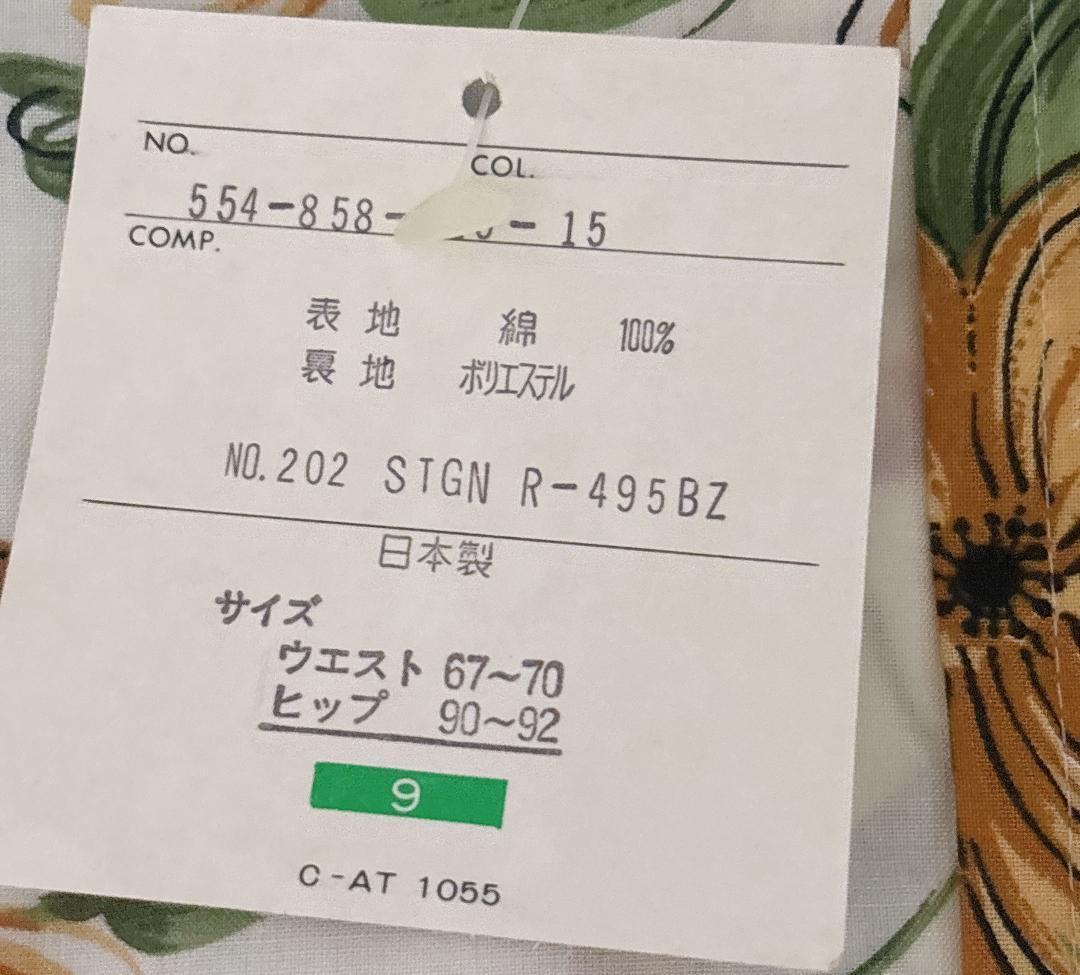 NO. COL.
554-858- - 15
COMP.
表地 綿 100%
裏地 ポリエステル
NO.202 STGN R-495BZ
日本製
サイズ
ウエスト 67~70
ヒップ 90~92
9
C-AT 1055